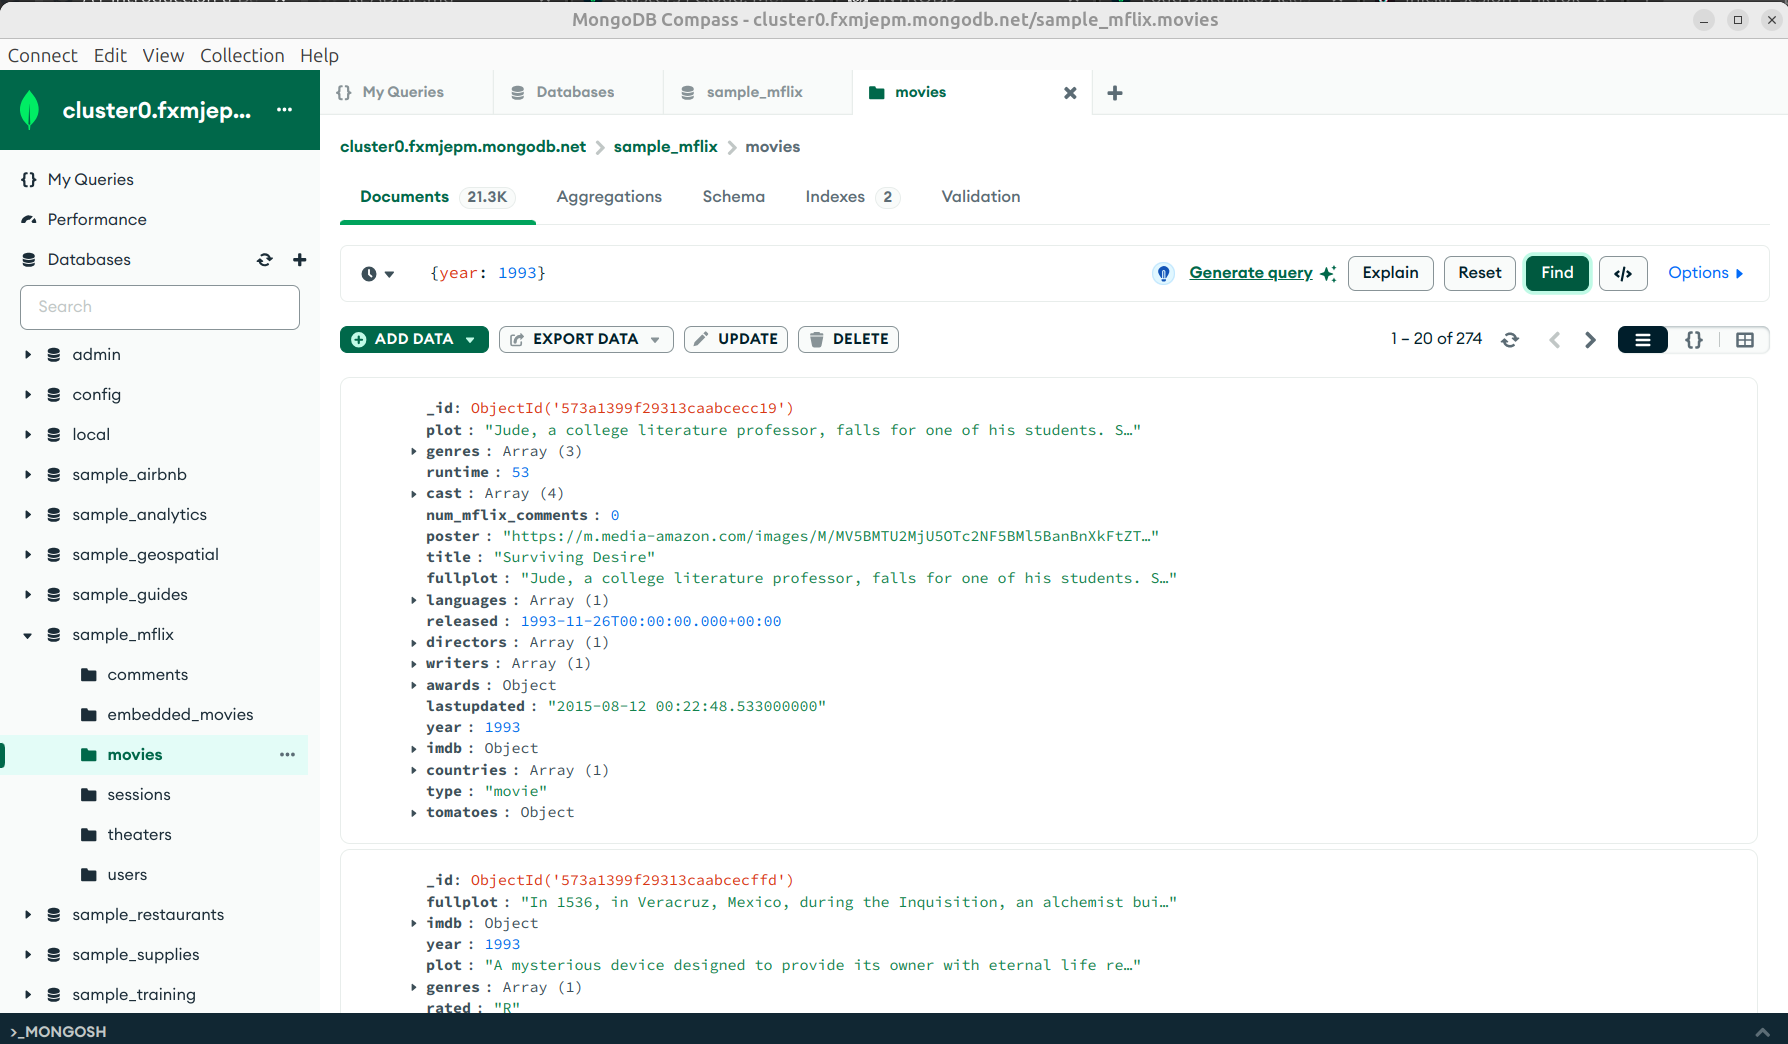 MongoDB Compass - cluster0.fxmjepm.mongodb.net/sample_mflix.movies
Connect Edit View Collection Help
cluster0.fxmjep... ···
{} My Queries
Performance
Databases
Search
admin
config
local
sample_airbnb
sample_analytics
sample_geospatial
sample_guides
sample_mflix
comments
embedded_movies
movies ···
sessions
theaters
users
sample_restaurants
sample_supplies
sample_training
{} My Queries Databases sample_mflix movies
cluster0.fxmjepm.mongodb.net > sample_mflix > movies
Documents 21.3K Aggregations Schema Indexes 2 Validation
{year: 1993} Generate query Explain Reset Find </> Options
ADD DATA EXPORT DATA UPDATE DELETE 1 – 20 of 274 {}
_id: ObjectId('573a1399f29313caabcecc19')
plot : "Jude, a college literature professor, falls for one of his students. S…"
genres : Array (3)
runtime : 53
cast : Array (4)
num_mflix_comments : 0
poster : "https://m.media-amazon.com/images/M/MV5BMTU2MjU5OTc2NF5BMl5BanBnXkFtZT…"
title : "Surviving Desire"
fullplot : "Jude, a college literature professor, falls for one of his students. S…"
languages : Array (1)
released : 1993-11-26T00:00:00.000+00:00
directors : Array (1)
writers : Array (1)
awards : Object
lastupdated : "2015-08-12 00:22:48.533000000"
year : 1993
imdb : Object
countries : Array (1)
type : "movie"
tomatoes : Object
_id: ObjectId('573a1399f29313caabcecffd')
fullplot : "In 1536, in Veracruz, Mexico, during the Inquisition, an alchemist bui…"
imdb : Object
year : 1993
plot : "A mysterious device designed to provide its owner with eternal life re…"
genres : Array (1)
rated : "R"
>_MONGOSH